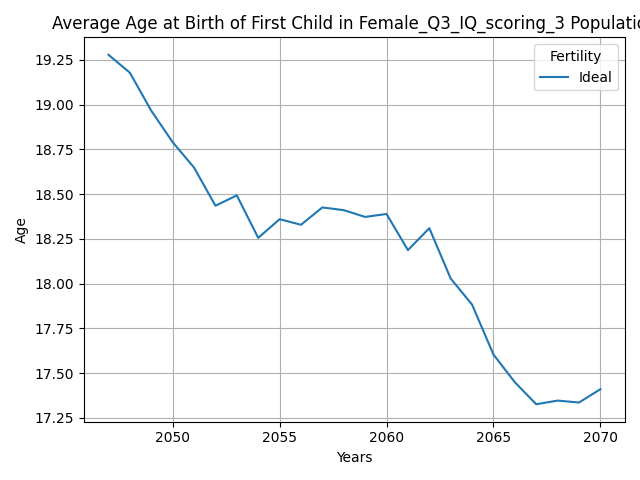 Average Age at Birth of First Child in Female_Q3_IQ_scoring_3 Populatio
Fertility
Ideal
19.25
19.00
18.75
18.50
18.25
18.00
17.75
17.50
17.25
Age
2050 2055 2060 2065 2070
Years